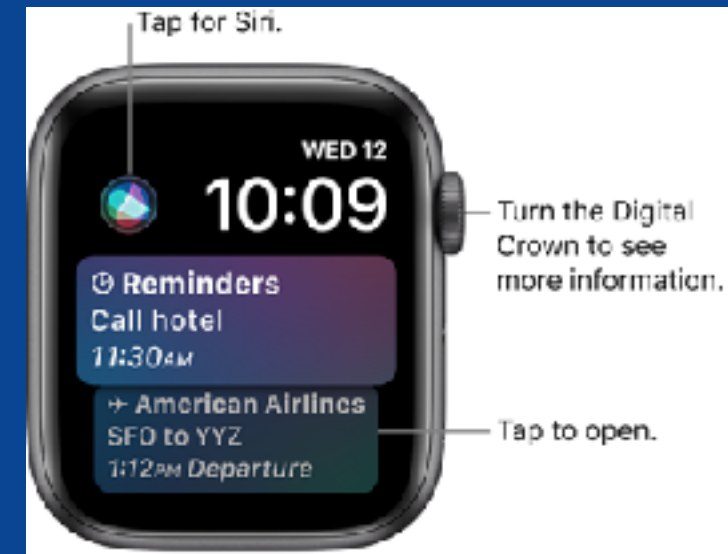 Tap for Siri.
WED 12
10:09
Turn the Digital
Crown to see
more information.
Reminders
Call hotel
11:30AM
American Airlines
SFO to YYZ
1:12PM Departure
Tap to open.